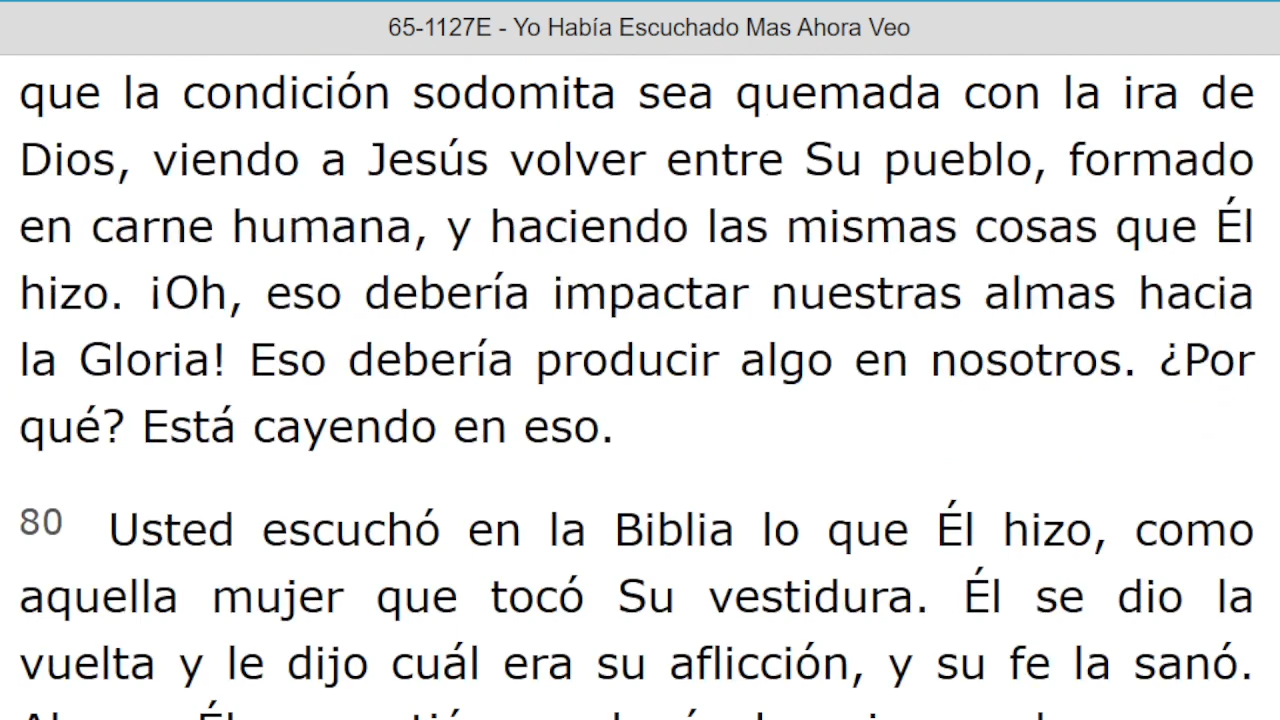 65-1127E - Yo Había Escuchado Mas Ahora Veo
que la condición sodomita sea quemada con la ira de
Dios, viendo a Jesús volver entre Su pueblo, formado
en carne humana, y haciendo las mismas cosas que Él
hizo. ¡Oh, eso debería impactar nuestras almas hacia
la Gloria! Eso debería producir algo en nosotros. ¿Por
qué? Está cayendo en eso.
80 Usted escuchó en la Biblia lo que Él hizo, como
aquella mujer que tocó Su vestidura. Él se dio la
vuelta y le dijo cuál era su aflicción, y su fe la sanó.
Él